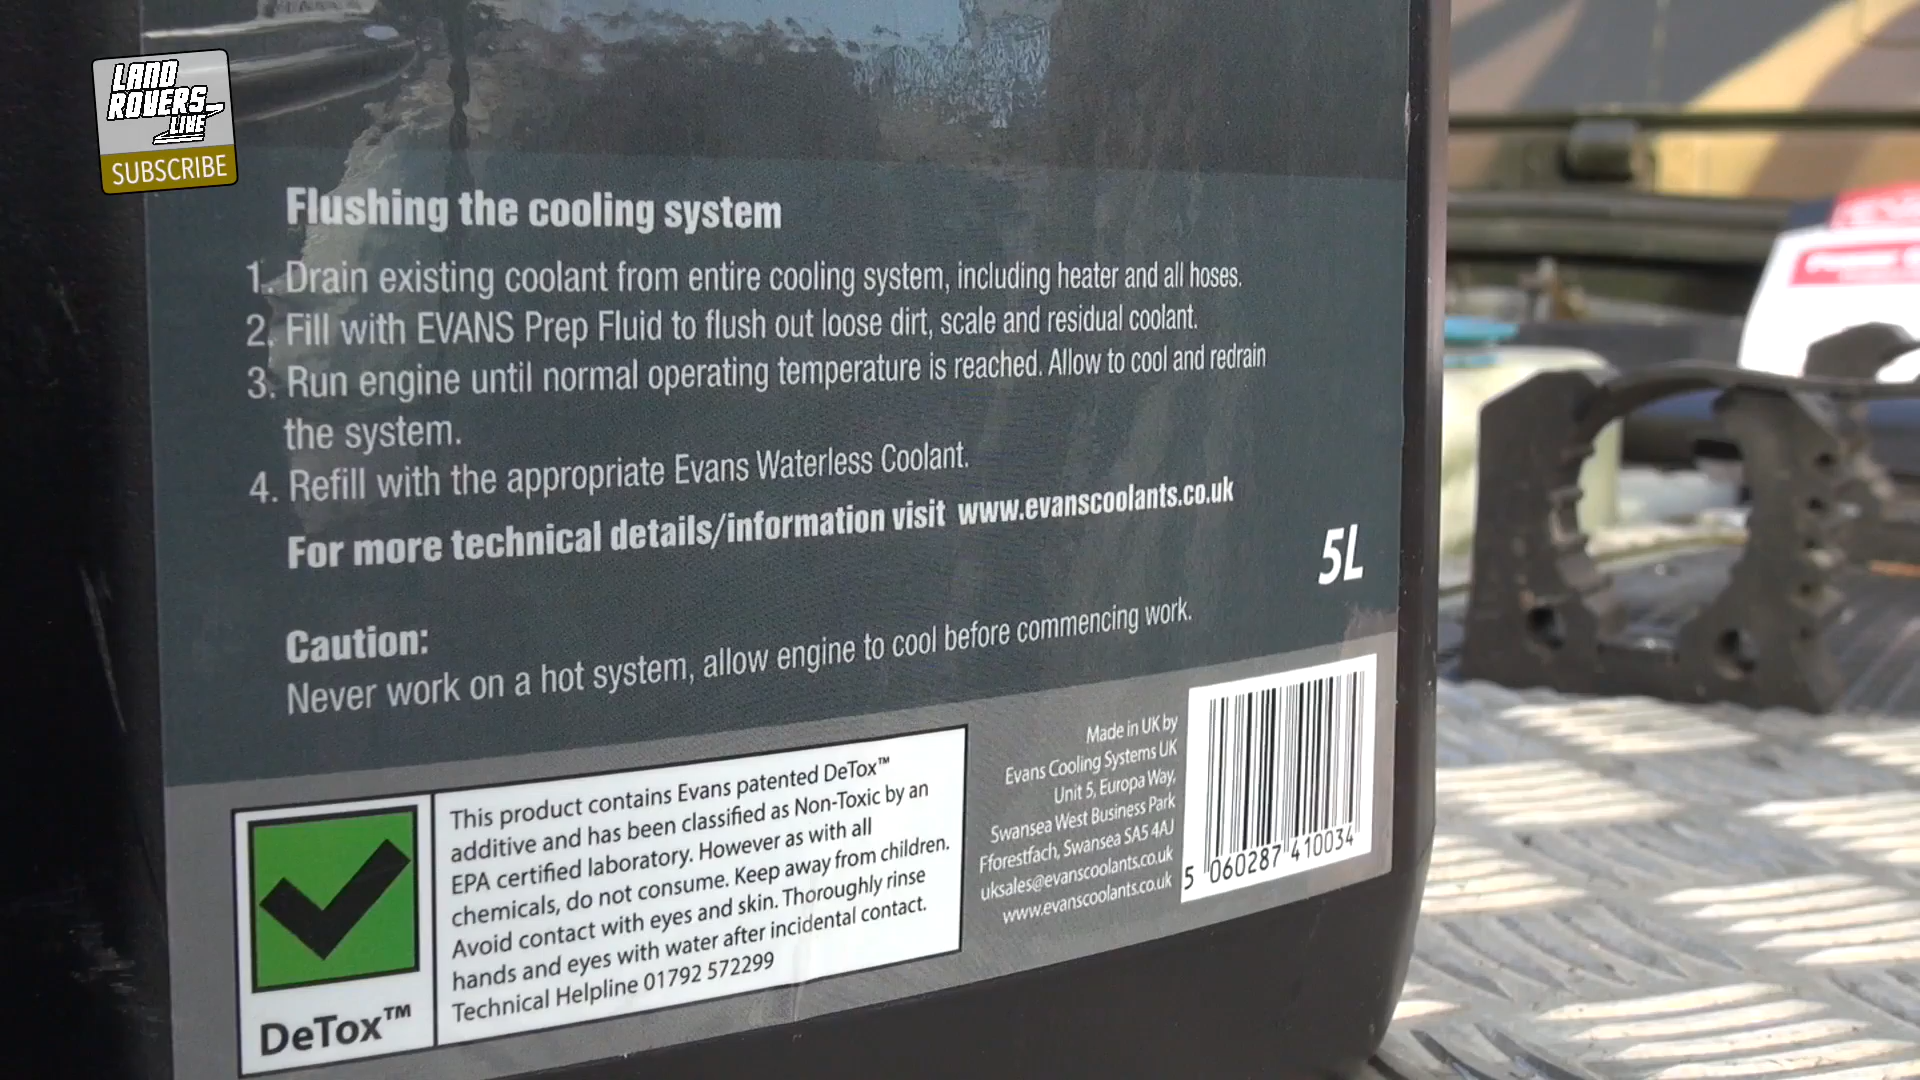 LAND
ROVERS
LIVE
SUBSCRIBE
Flushing the cooling system
1. Drain existing coolant from entire cooling system, including heater and all hoses.
2. Fill with EVANS Prep Fluid to flush out loose dirt, scale and residual coolant.
3. Run engine until normal operating temperature is reached. Allow to cool and redrain
the system.
4. Refill with the appropriate Evans Waterless Coolant.
For more technical details/information visit www.evanscoolants.co.uk
5L
Caution:
Never work on a hot system, allow engine to cool before commencing work.
DeTox™
This product contains Evans patented DeTox™
additive and has been classified as Non-Toxic by an
EPA certified laboratory. However as with all
chemicals, do not consume. Keep away from children.
Avoid contact with eyes and skin. Thoroughly rinse
hands and eyes with water after incidental contact.
Technical Helpline 01792 572299
Made in UK by
Evans Cooling Systems UK
Unit 5, Europa Way,
Swansea West Business Park
Fforestfach, Swansea SA5 4AJ
uksales@evanscoolants.co.uk
www.evanscoolants.co.uk
5 060287 410034